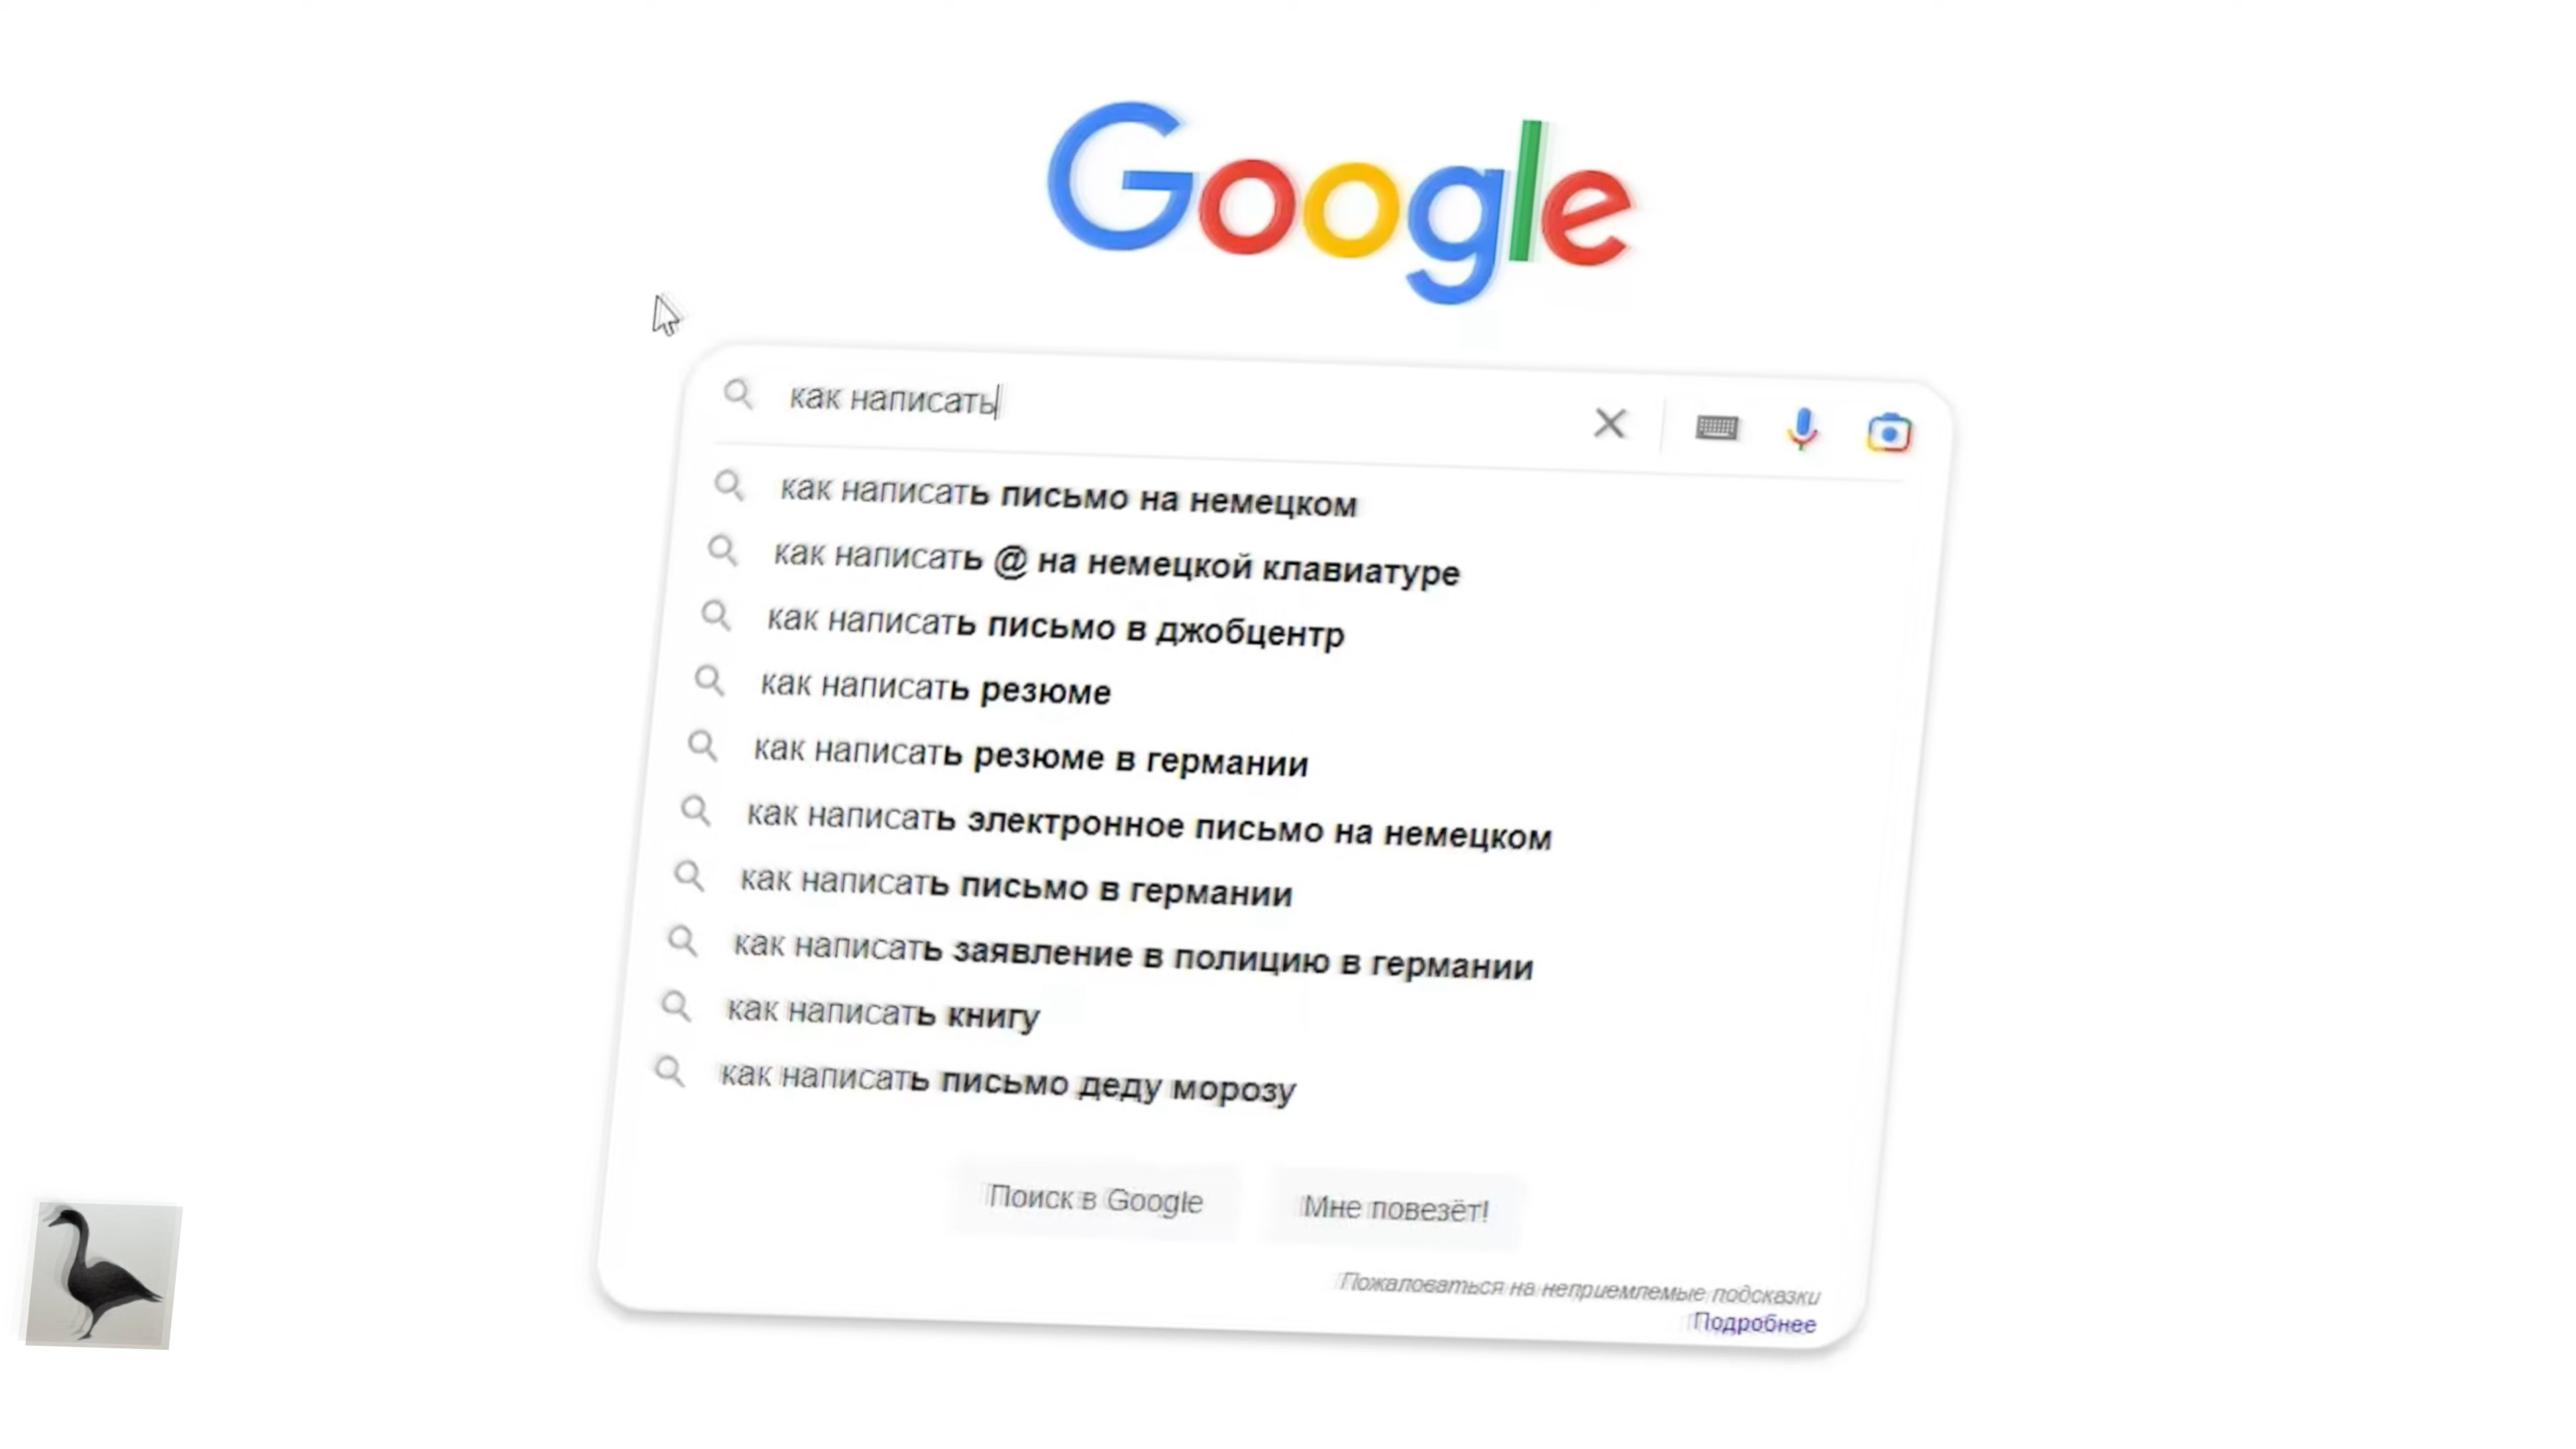 Google
как написать
как написать письмо на немецком
как написать @ на немецкой клавиатуре
как написать письмо в джобцентр
как написать резюме
как написать резюме в германии
как написать электронное письмо на немецком
как написать письмо в германии
как написать заявление в полицию в германии
как написать книгу
как написать письмо деду морозу
Поиск в Google Мне повезёт!
Пожаловаться на неприемлемые подсказки
Подробнее